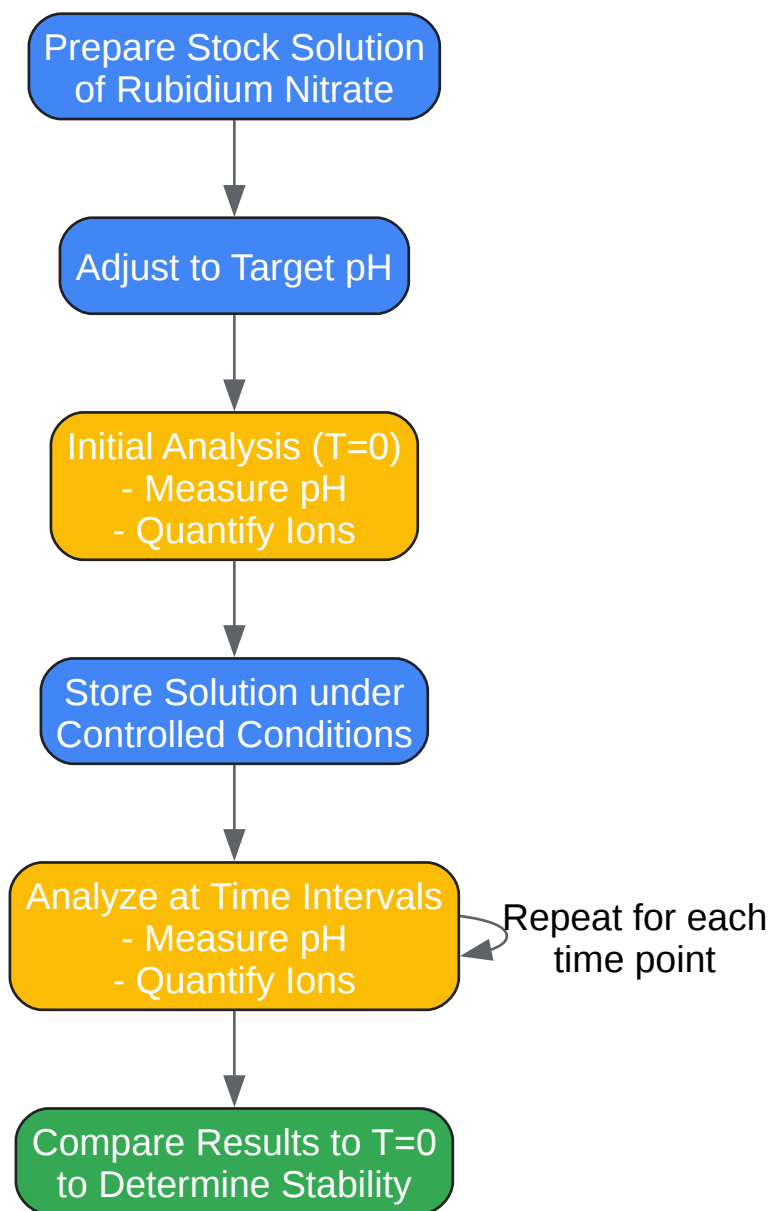 Prepare Stock Solution
of Rubidium Nitrate
Adjust to Target pH
Initial Analysis (T=0)
- Measure pH
- Quantify Ions
Store Solution under
Controlled Conditions
Analyze at Time Intervals
- Measure pH
- Quantify Ions
Repeat for each
time point
Compare Results to T=0
to Determine Stability